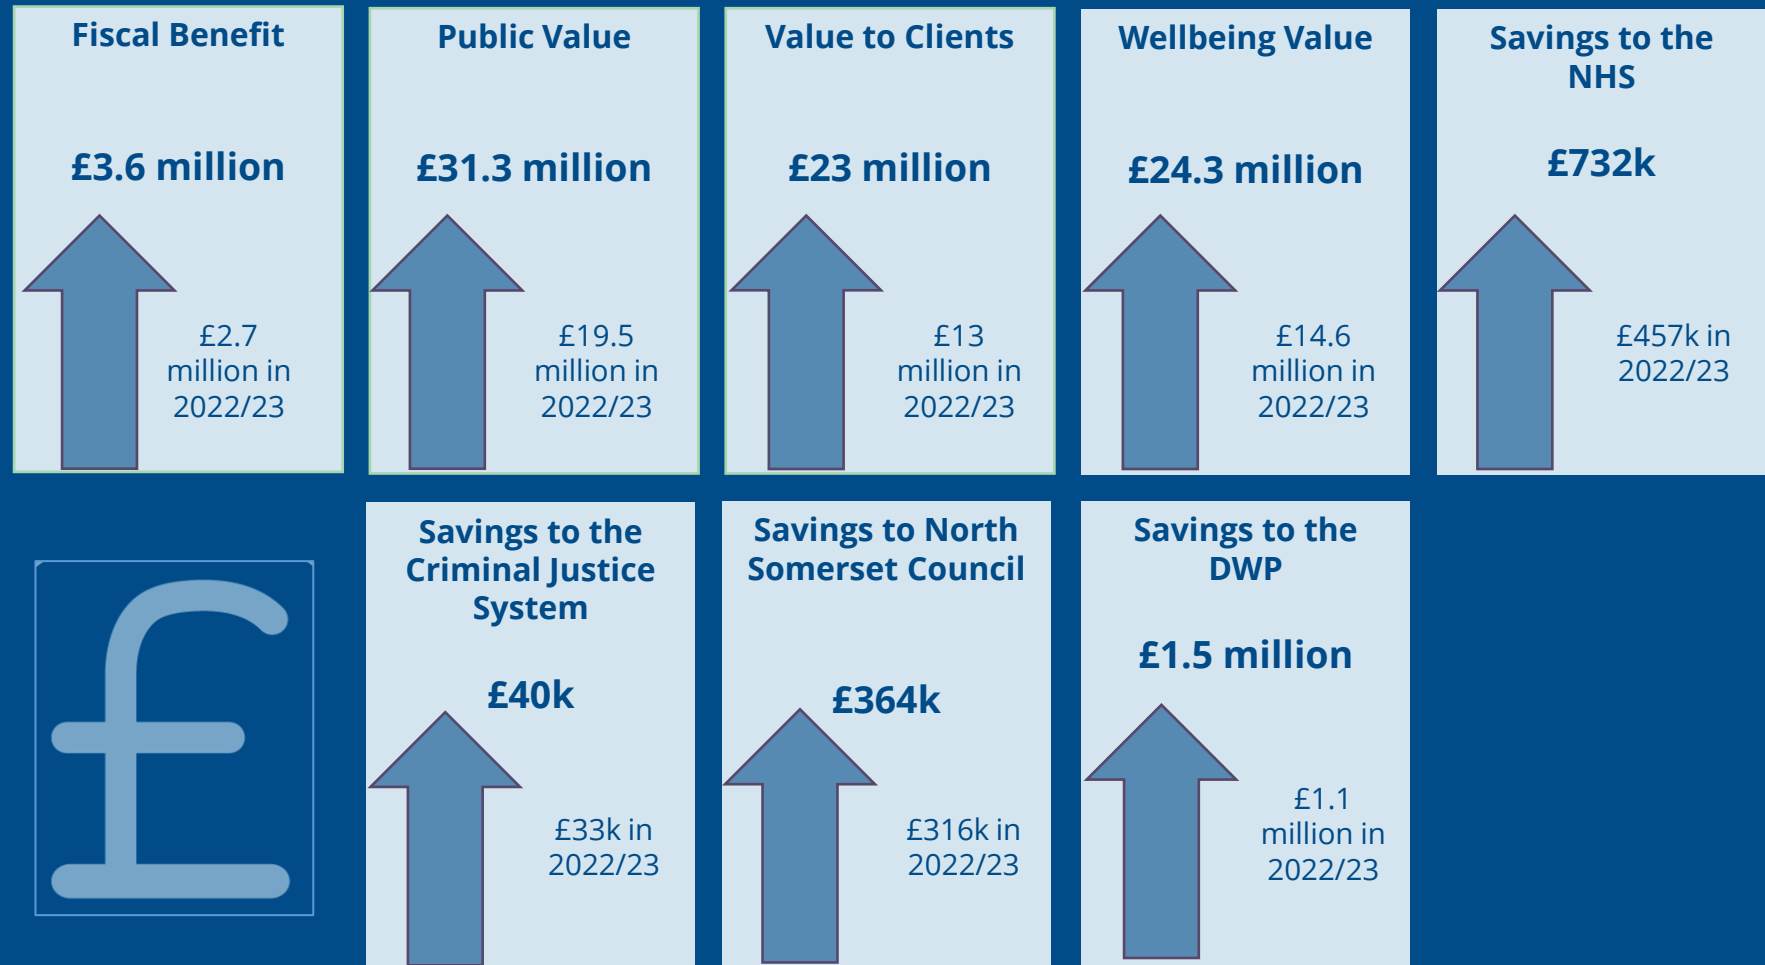 Fiscal Benefit
£3.6 million
£2.7
million in
2022/23
Public Value
£31.3 million
£19.5
million in
2022/23
Value to Clients
£23 million
£13
million in
2022/23
Wellbeing Value
£24.3 million
£14.6
million in
2022/23
Savings to the
NHS
£732k
£457k in
2022/23
£
Savings to the
Criminal Justice
System
£40k
£33k in
2022/23
Savings to North
Somerset Council
£364k
£316k in
2022/23
Savings to the
DWP
£1.5 million
£1.1
million in
2022/23